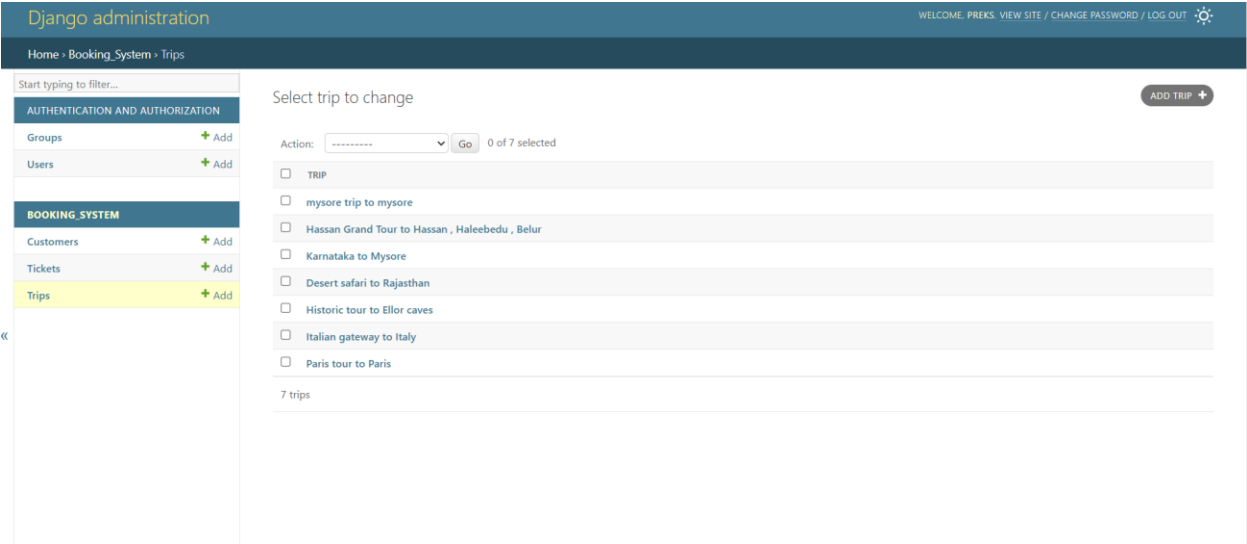 Django administration
WELCOME, PREKS. VIEW SITE / CHANGE PASSWORD / LOG OUT
Home › Booking_System › Trips
Start typing to filter...
AUTHENTICATION AND AUTHORIZATION
Groups + Add
Users + Add
BOOKING_SYSTEM
Customers + Add
Tickets + Add
Trips + Add
«
Select trip to change
ADD TRIP +
Action: --------- Go 0 of 7 selected
TRIP
mysore trip to mysore
Hassan Grand Tour to Hassan , Haleebedu , Belur
Karnataka to Mysore
Desert safari to Rajasthan
Historic tour to Ellor caves
Italian gateway to Italy
Paris tour to Paris
7 trips